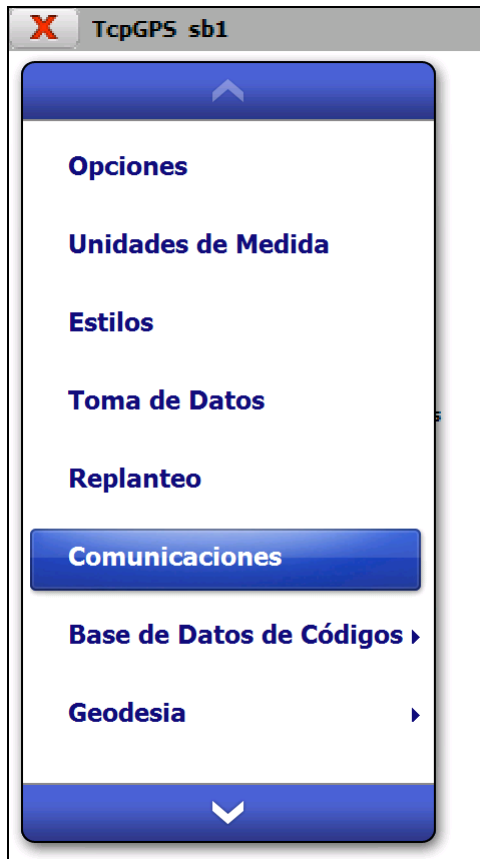 TcpGPS sb1
Opciones
Unidades de Medida
Estilos
Toma de Datos
Replanteo
Comunicaciones
Base de Datos de Códigos
Geodesia